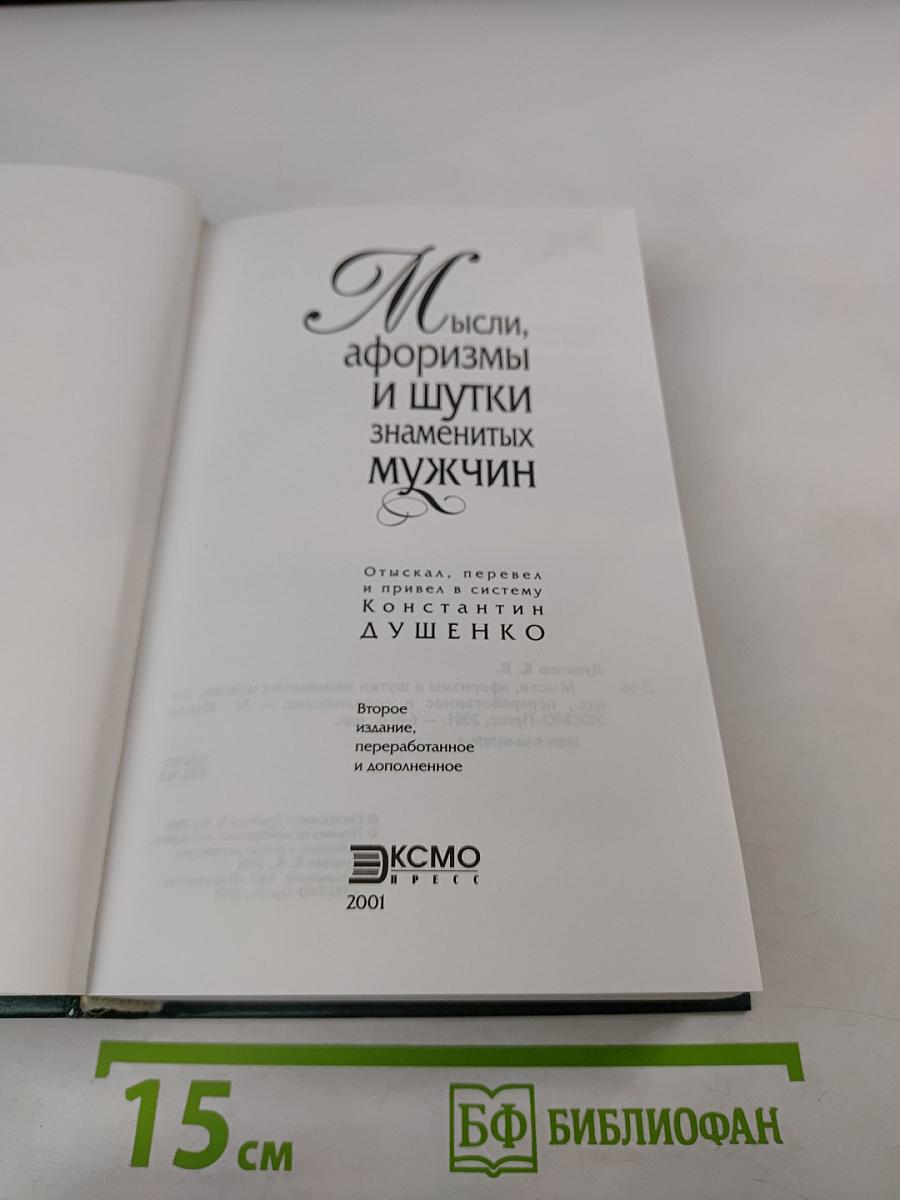 Мысли,
афоризмы
и шутки
знаменитых
мужчин
Отыскал, перевел
и привел в систему
Константин
ДУШЕНКО
Второе
издание,
переработанное
и дополненное
ЭКСМО
ПРЕСС
2001
15 см
БФ БИБЛИОФАН